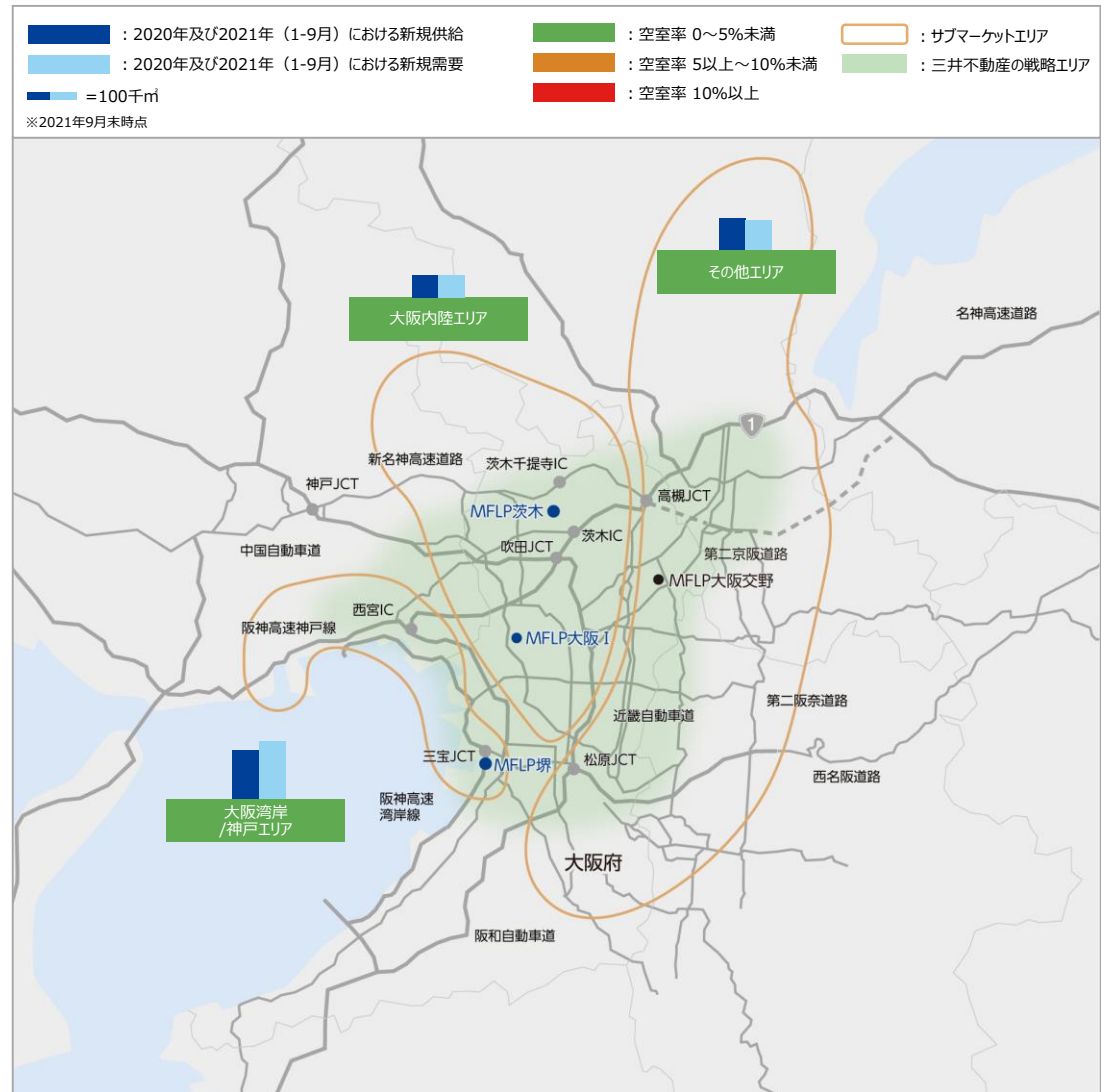 ：2020年及び2021年（1-9月）における新規供給
：2020年及び2021年（1-9月）における新規需要
=100千㎡
※2021年9月末時点
：空室率 0～5%未満
：空室率 5以上～10%未満
：空室率 10%以上
：サブマーケットエリア
：三井不動産の戦略エリア
その他エリア
大阪内陸エリア
名神高速道路
1
新名神高速道路
茨木千提寺IC
神戸JCT
高槻JCT
MFLP茨木
茨木IC
中国自動車道
吹田JCT
第二京阪道路
MFLP大阪交野
西宮IC
阪神高速神戸線
MFLP大阪Ⅰ
第二阪奈道路
近畿自動車道
三宝JCT
MFLP堺
松原JCT
西名阪道路
阪神高速
湾岸線
大阪湾岸
/神戸エリア
大阪府
阪和自動車道